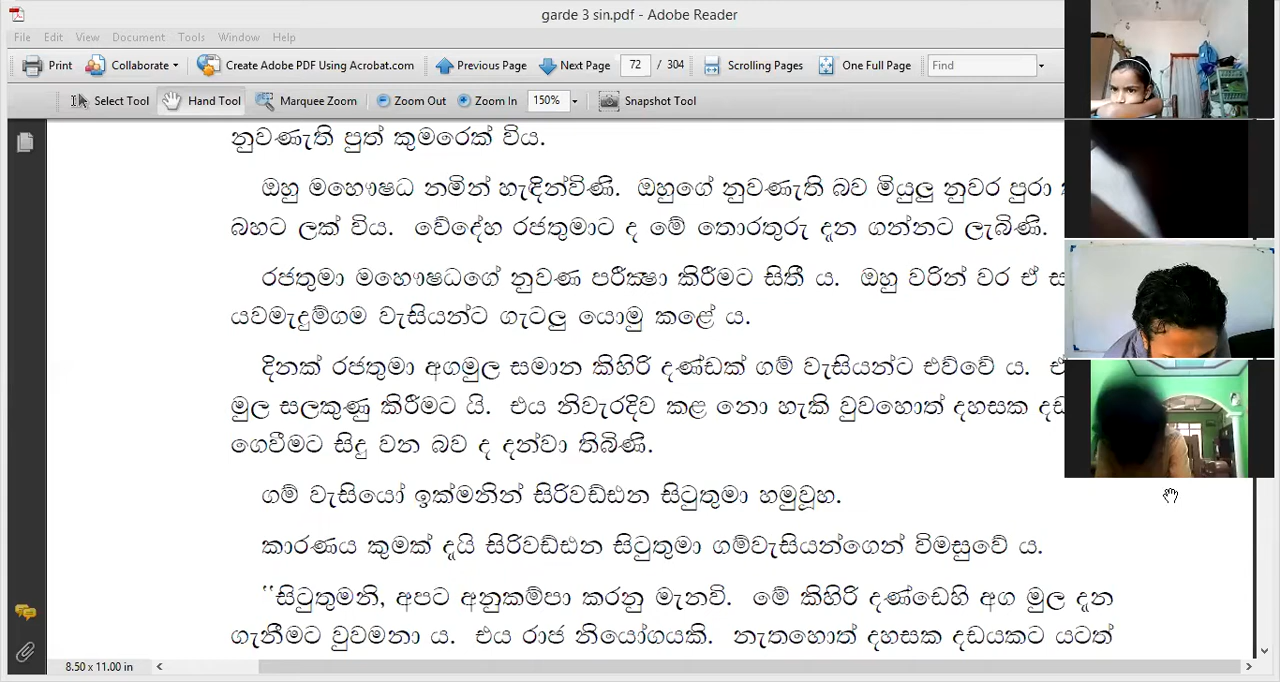 garde 3 sin.pdf - Adobe Reader
File Edit View Document Tools Window Help
Print Collaborate Create Adobe PDF Using Acrobat.com Previous Page Next Page 72 / 304 Scrolling Pages One Full Page Find
Select Tool Hand Tool Marquee Zoom Zoom Out Zoom In 150% Snapshot Tool
නුවණැති පුත් කුමරෙක් විය.
ඔහු මහෞෂධ නමින් හැඳින්විණි. ඔහුගේ නුවණැති බව මියුලු නුවර පුරා
බහට ලක් විය. වේදේහ රජතුමාට ද මේ තොරතුරු දැන ගන්නට ලැබිණි.
රජතුමා මහෞෂධගේ නුවණ පරීක්‍ෂා කිරීමට සිතී ය. ඔහු වරින් වර ඒ
යවමැදුම්ගම වැසියන්ට ගැටලු යොමු කළේ ය.
දිනක් රජතුමා අගමුල සමාන කිහිරි දණ්ඩක් ගම් වැසියන්ට එව්වේ ය.
මුල සලකුණු කිරීමට යි. එය නිවැරදිව කළ නො හැකි වුවහොත් දහසක
ගෙවීමට සිදු වන බව ද දන්වා තිබිණි.
ගම් වැසියෝ ඉක්මනින් සිරිවඩ්ඪන සිටුතුමා හමුවූහ.
කාරණය කුමක් දැයි සිරිවඩ්ඪන සිටුතුමා ගම්වැසියන්ගෙන් විමසුවේ ය.
“සිටුතුමනි, අපට අනුකම්පා කරනු මැනවි. මේ කිහිරි දණ්ඩෙහි අග මුල දැන
ගැනීමට වුවමනා ය. එය රාජ නියෝගයකි. නැතහොත් දහසක දඩයකට යටත්
8.50 x 11.00 in